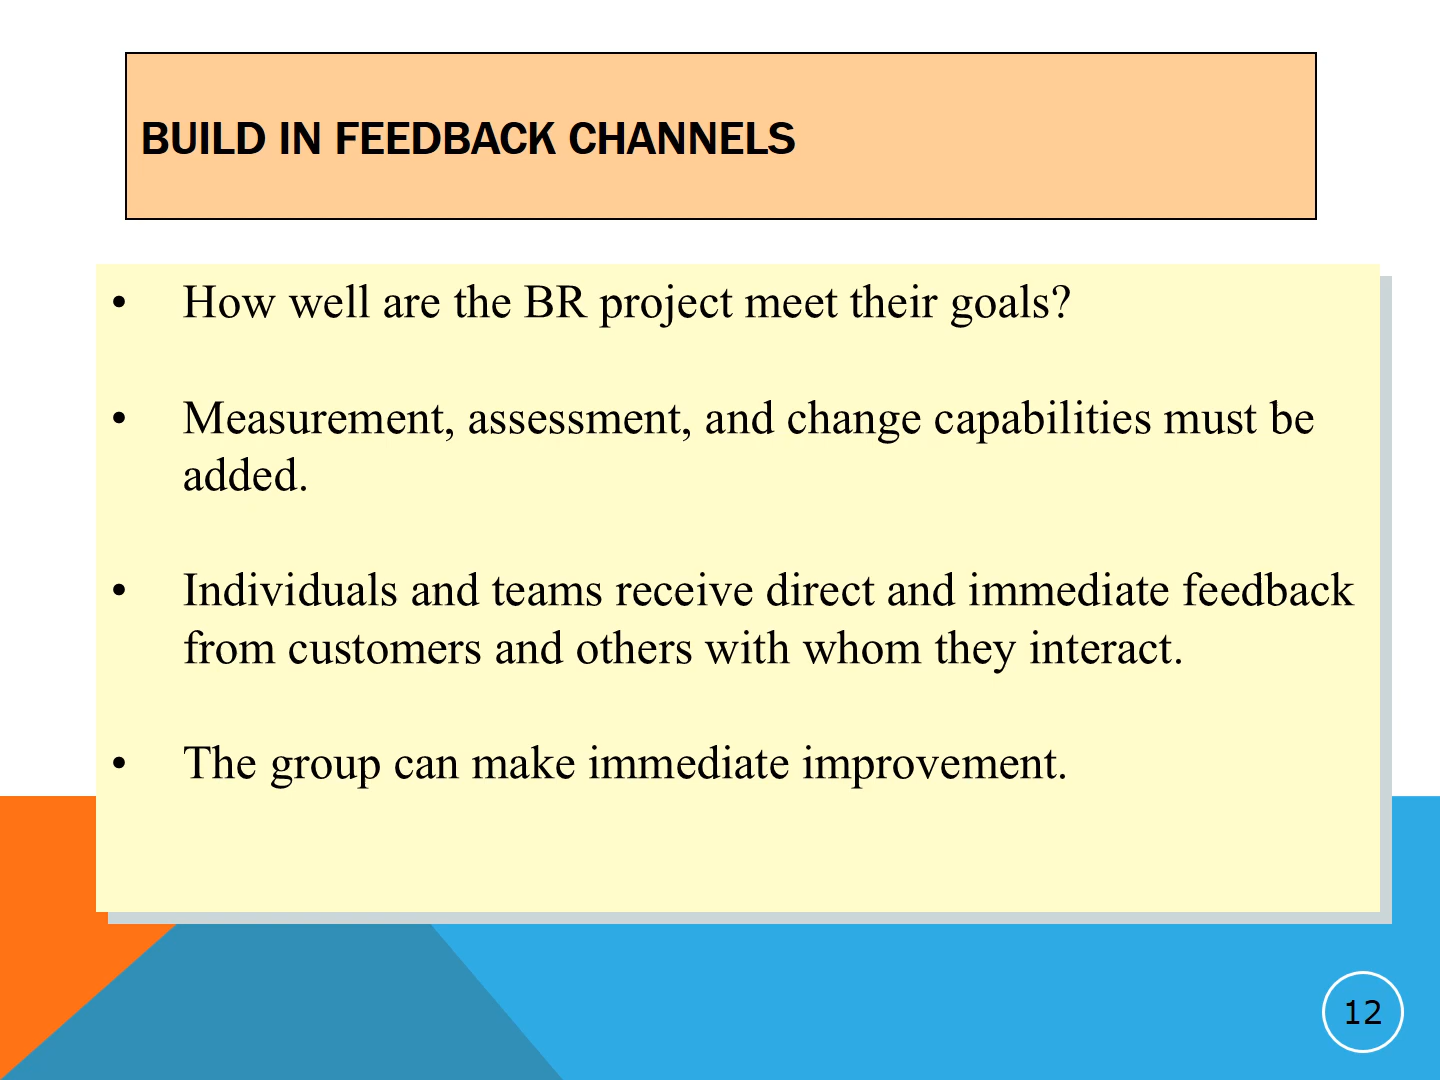 BUILD IN FEEDBACK CHANNELS
• How well are the BR project meet their goals?
• Measurement, assessment, and change capabilities must be
added.
• Individuals and teams receive direct and immediate feedback
from customers and others with whom they interact.
• The group can make immediate improvement.
12